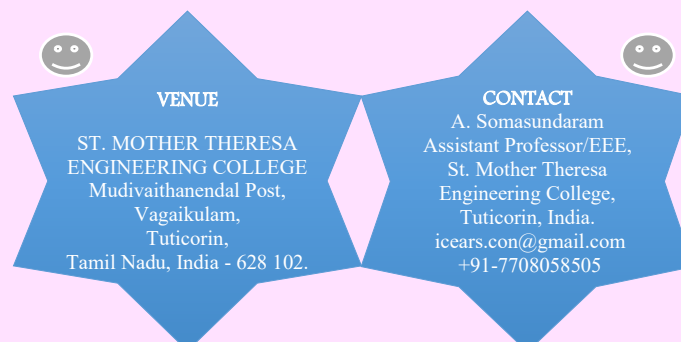 VENUE
ST. MOTHER THERESA
ENGINEERING COLLEGE
Mudivaithanendal Post,
Vagaikulam,
Tuticorin,
Tamil Nadu, India - 628 102.
CONTACT
A. Somasundaram
Assistant Professor/EEE,
St. Mother Theresa
Engineering College,
Tuticorin, India.
icears.con@gmail.com
+91-7708058505